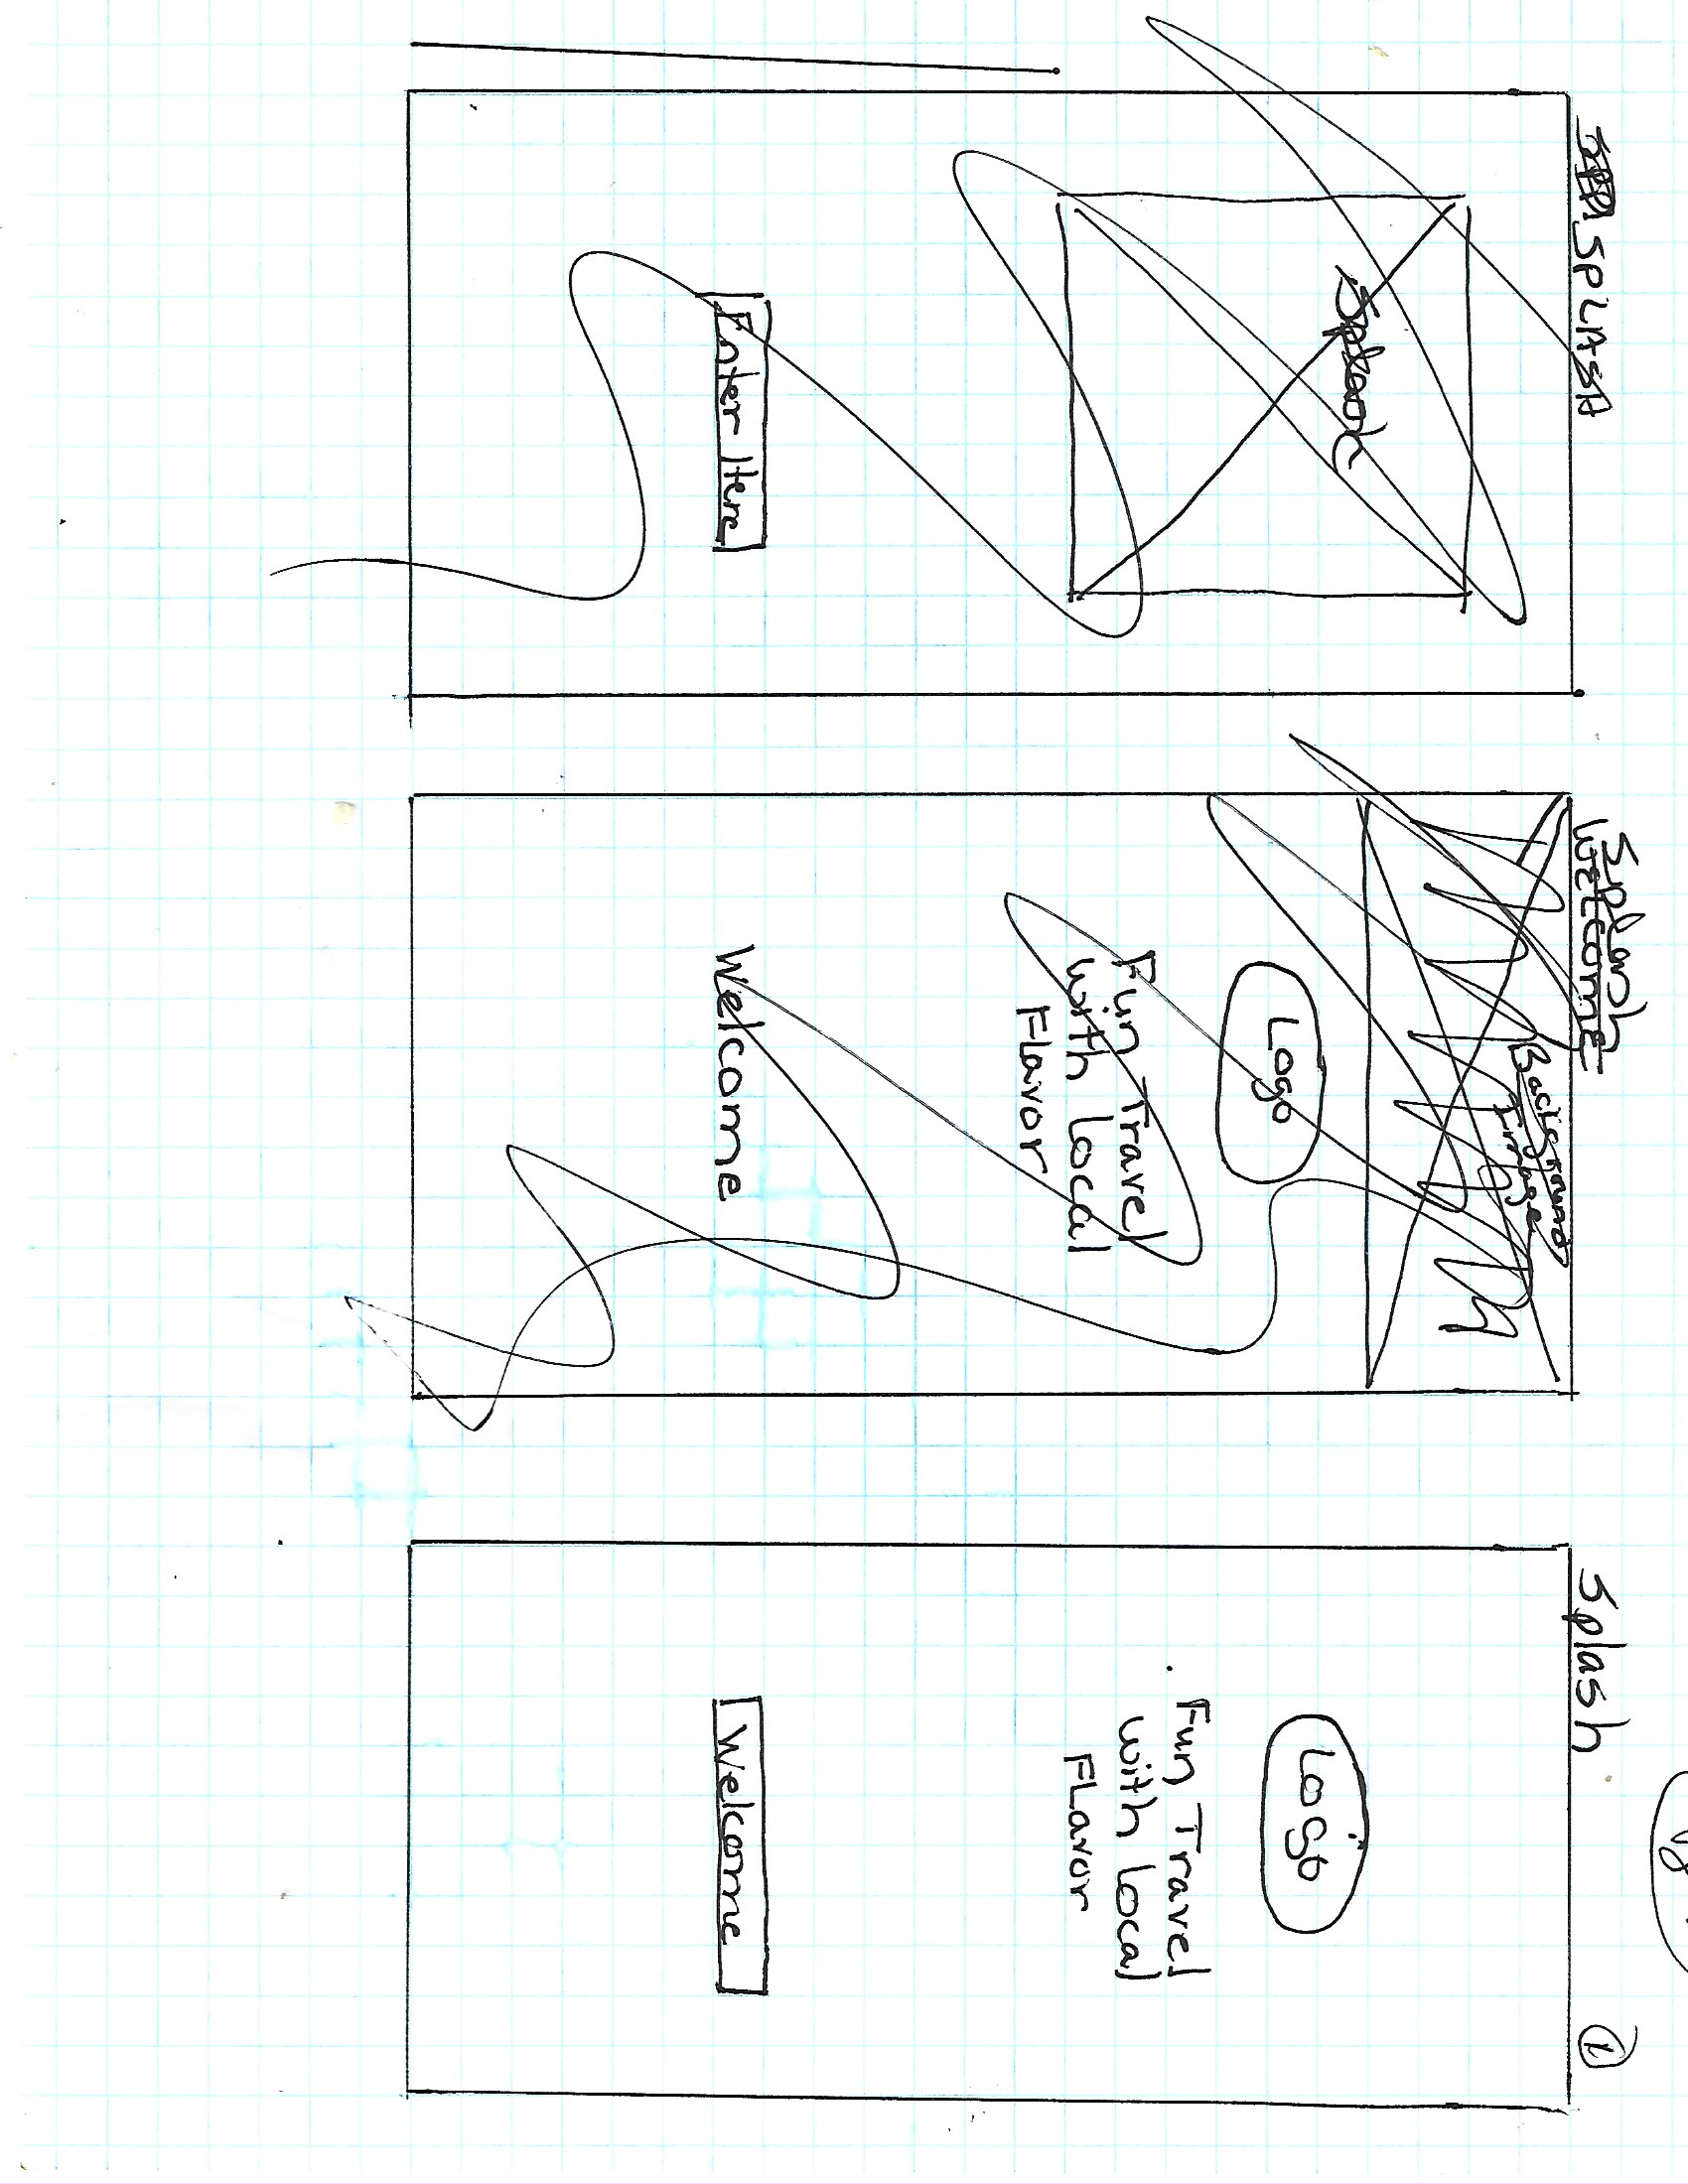 SPLASH
Splash
Enter Here
Splash
WELCOME
Background
Image
Logo
Fun Travel
with Local
Flavor
Welcome
Splash
1
Logo
Fun Travel
with Local
FLavor
Welcome